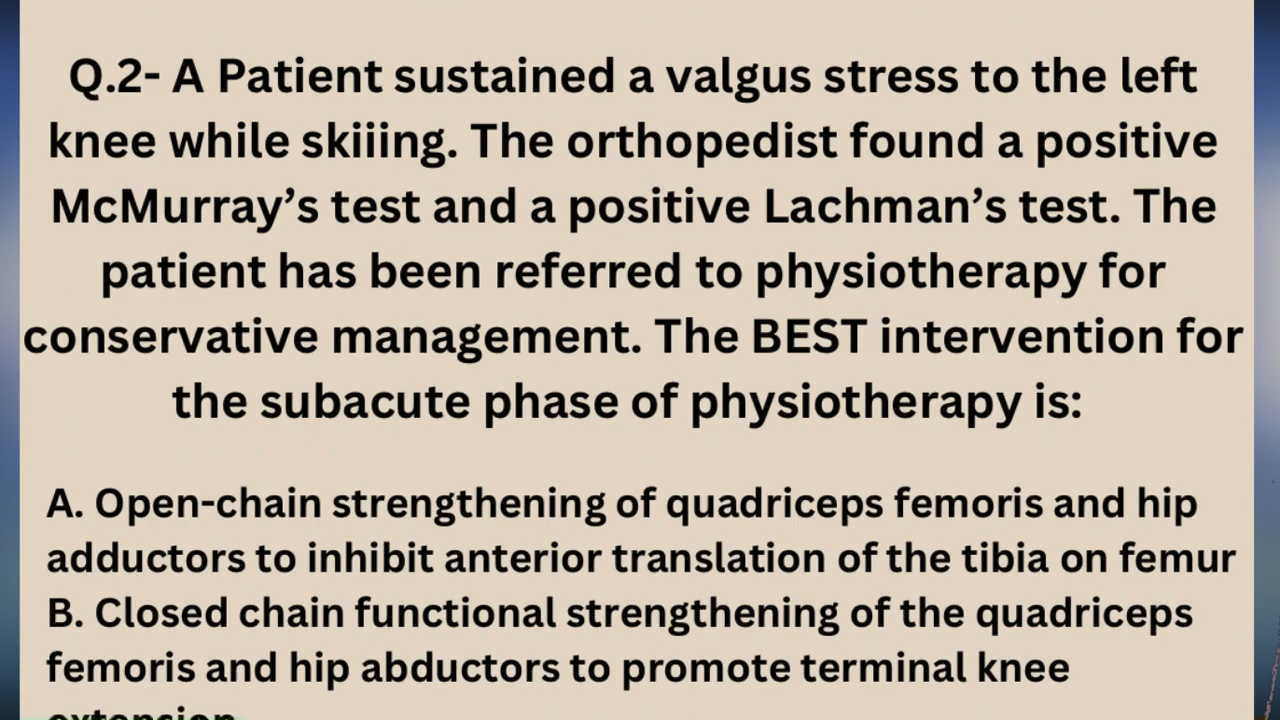 Q.2- A Patient sustained a valgus stress to the left
knee while skiiing. The orthopedist found a positive
McMurray’s test and a positive Lachman’s test. The
patient has been referred to physiotherapy for
conservative management. The BEST intervention for
the subacute phase of physiotherapy is:
A. Open-chain strengthening of quadriceps femoris and hip
adductors to inhibit anterior translation of the tibia on femur
B. Closed chain functional strengthening of the quadriceps
femoris and hip abductors to promote terminal knee